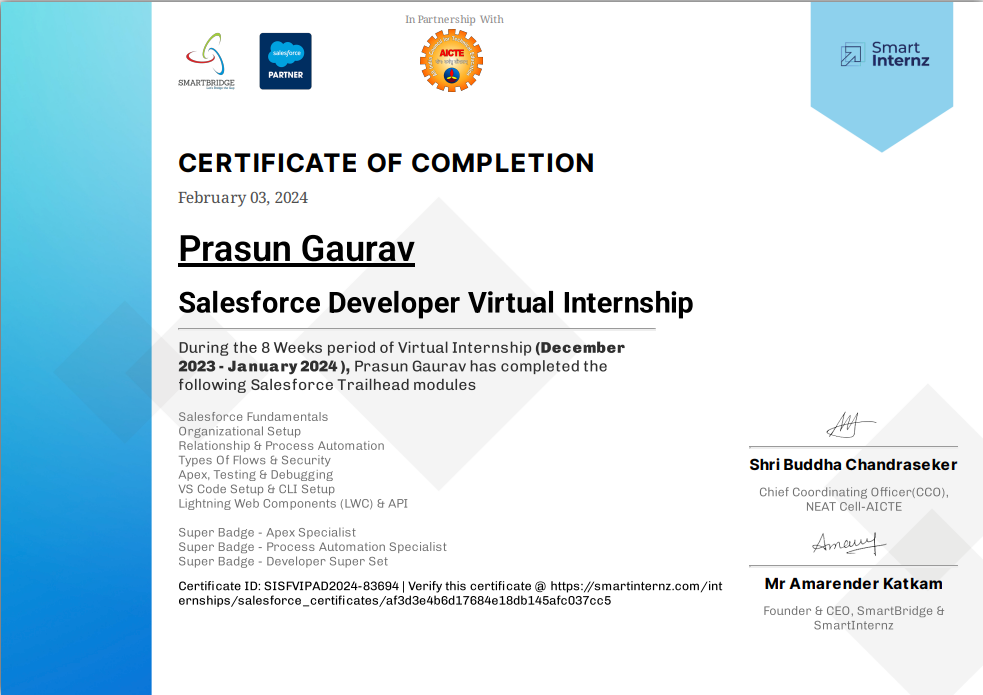 In Partnership With
SMARTBRIDGE
salesforce
PARTNER
AICTE
Smart
Internz
CERTIFICATE OF COMPLETION
February 03, 2024
Prasun Gaurav
Salesforce Developer Virtual Internship
During the 8 Weeks period of Virtual Internship (December
2023 - January 2024 ), Prasun Gaurav has completed the
following Salesforce Trailhead modules
Salesforce Fundamentals
Organizational Setup
Relationship & Process Automation
Types Of Flows & Security
Apex, Testing & Debugging
VS Code Setup & CLI Setup
Lightning Web Components (LWC) & API
Super Badge - Apex Specialist
Super Badge - Process Automation Specialist
Super Badge - Developer Super Set
Certificate ID: SISFVIPAD2024-83694 | Verify this certificate @ https://smartinternz.com/int
ernships/salesforce_certificates/af3d3e4b6d17684e18db145afc037cc5
Shri Buddha Chandraseker
Chief Coordinating Officer(CCO),
NEAT Cell-AICTE
Mr Amarender Katkam
Founder & CEO, SmartBridge &
SmartInternz